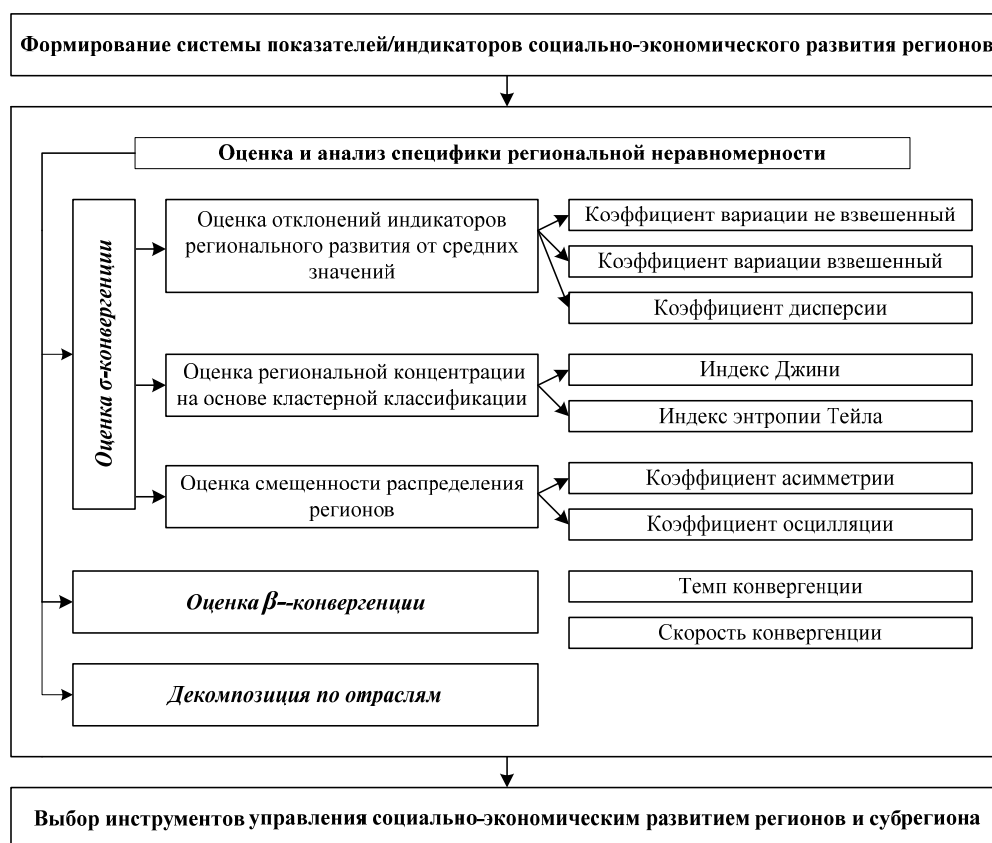 Формирование системы показателей/индикаторов социально-экономического развития регионов
Оценка и анализ специфики региональной неравномерности
Оценка σ-конвергенции
Оценка отклонений индикаторов
регионального развития от средних
значений
Коэффициент вариации не взвешенный
Коэффициент вариации взвешенный
Коэффициент дисперсии
Оценка региональной концентрации
на основе кластерной классификации
Индекс Джини
Индекс энтропии Тейла
Оценка смещенности распределения
регионов
Коэффициент асимметрии
Коэффициент осцилляции
Оценка β--конвергенции
Темп конвергенции
Скорость конвергенции
Декомпозиция по отраслям
Выбор инструментов управления социально-экономическим развитием регионов и субрегиона